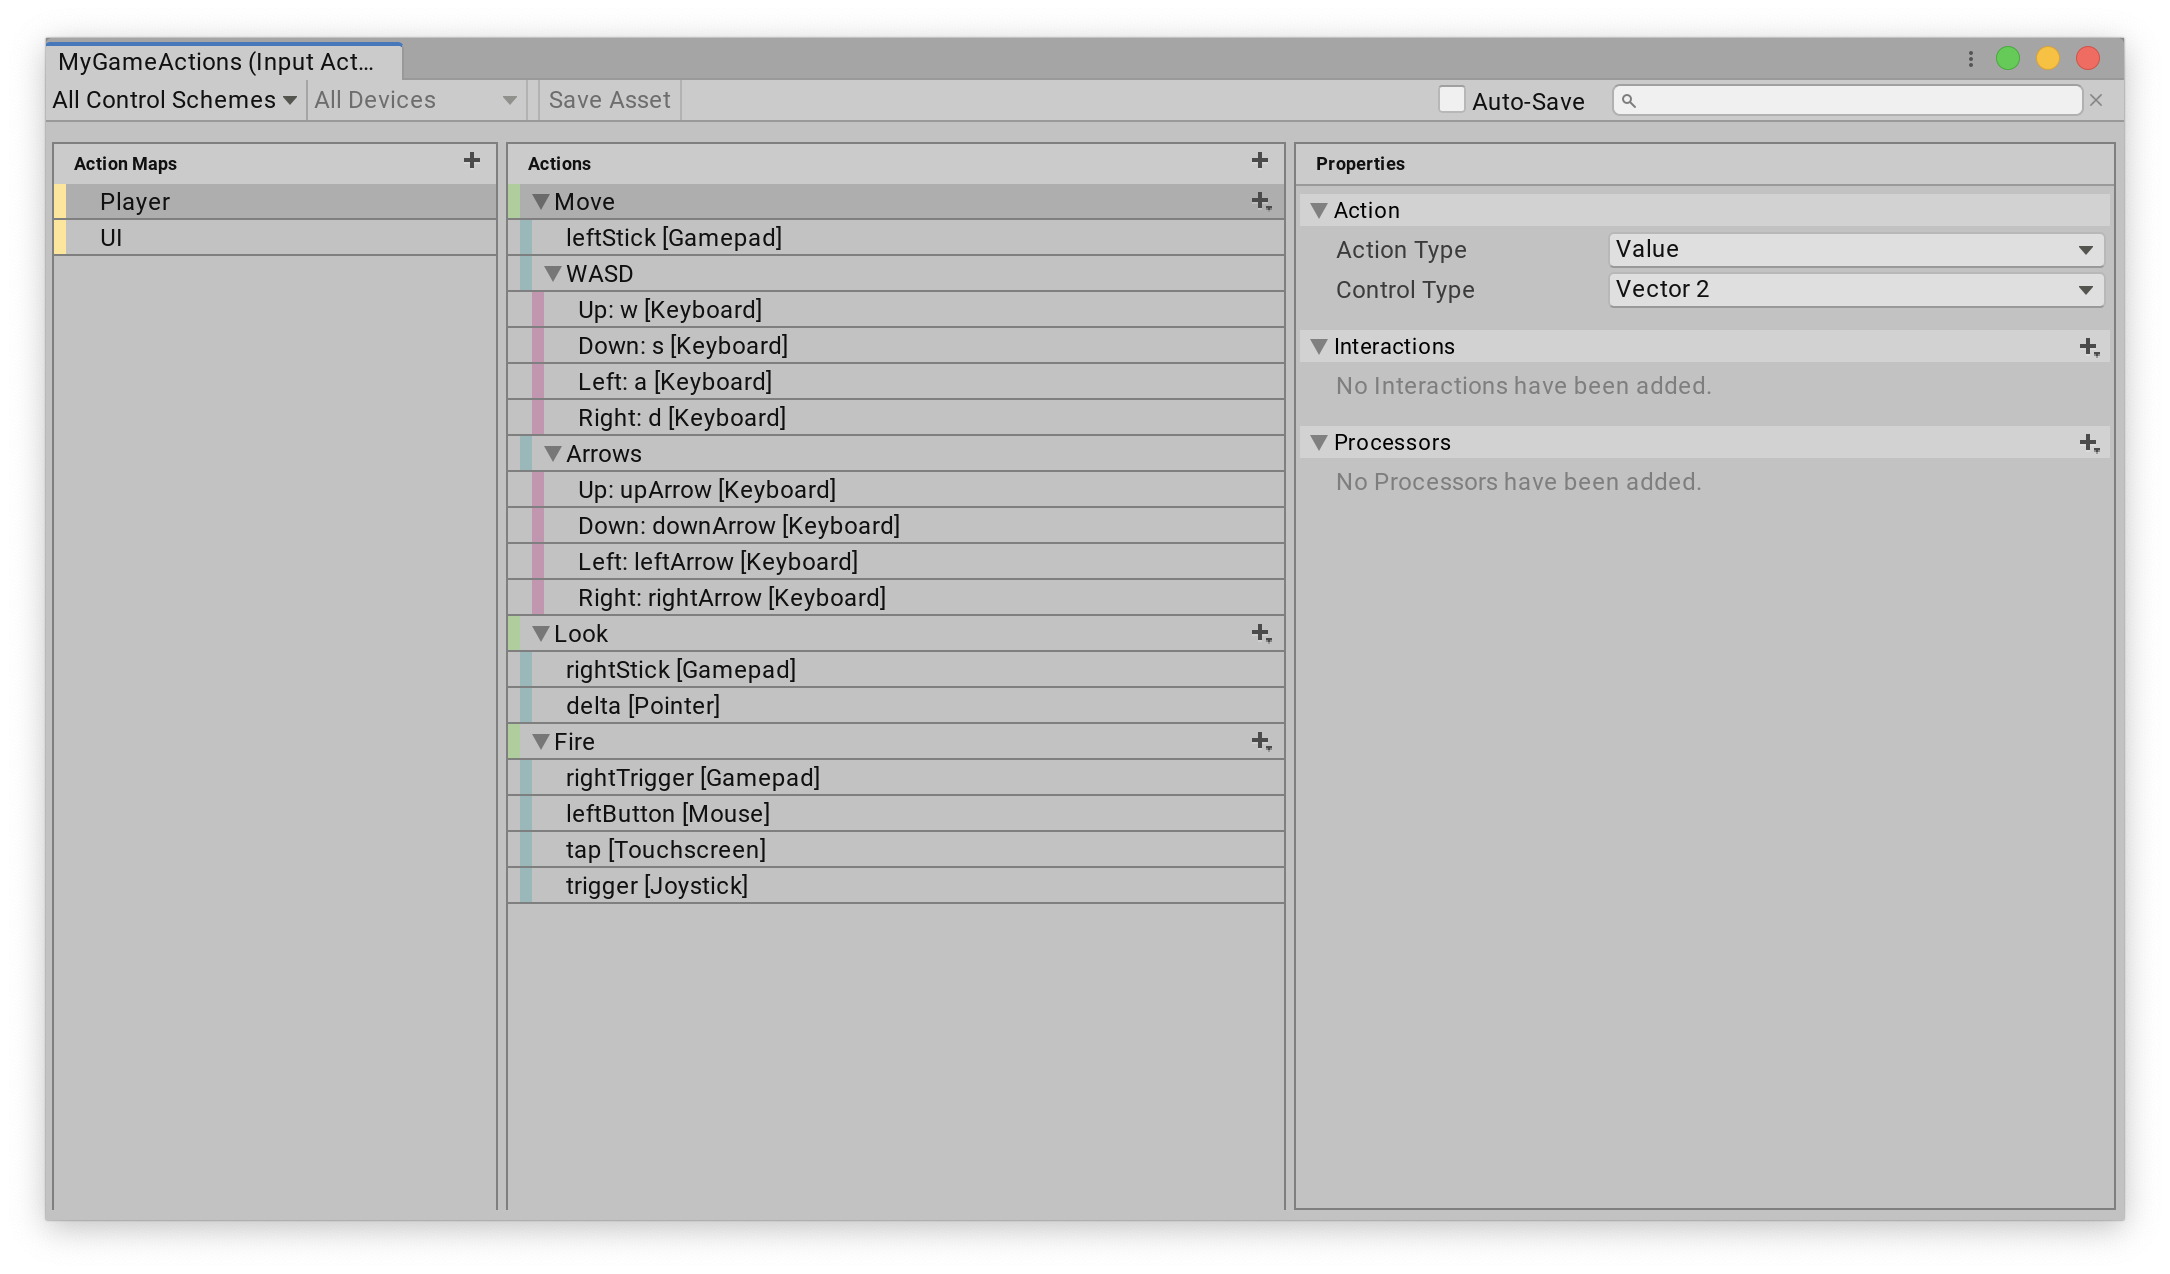 MyGameActions (Input Act...
All Control Schemes All Devices Save Asset Auto-Save
Action Maps
Player
UI
Actions
Move
leftStick [Gamepad]
WASD
Up: w [Keyboard]
Down: s [Keyboard]
Left: a [Keyboard]
Right: d [Keyboard]
Arrows
Up: upArrow [Keyboard]
Down: downArrow [Keyboard]
Left: leftArrow [Keyboard]
Right: rightArrow [Keyboard]
Look
rightStick [Gamepad]
delta [Pointer]
Fire
rightTrigger [Gamepad]
leftButton [Mouse]
tap [Touchscreen]
trigger [Joystick]
Properties
Action
Action Type Value
Control Type Vector 2
Interactions
No Interactions have been added.
Processors
No Processors have been added.